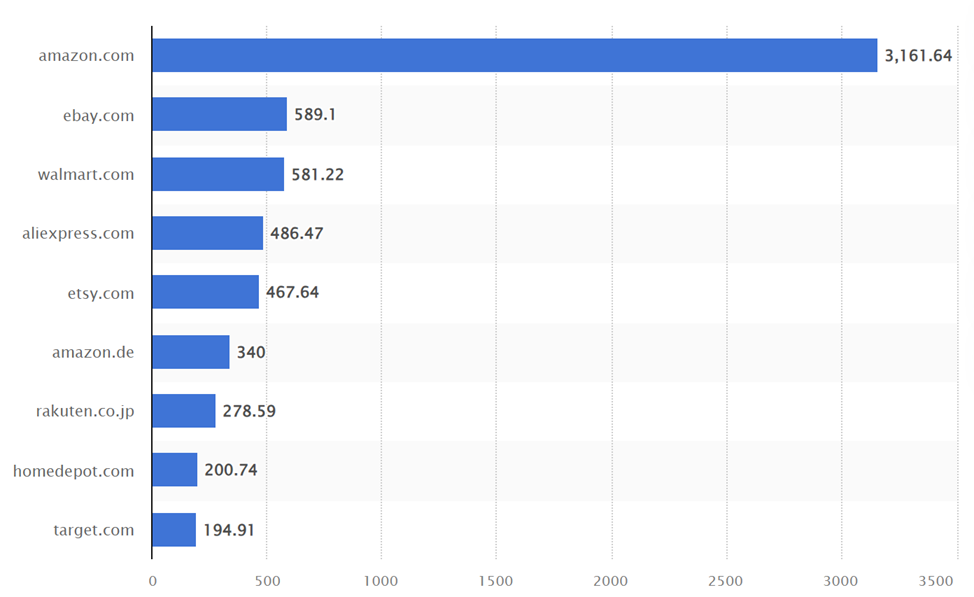 amazon.com 3,161.64
ebay.com 589.1
walmart.com 581.22
aliexpress.com 486.47
etsy.com 467.64
amazon.de 340
rakuten.co.jp 278.59
homedepot.com 200.74
target.com 194.91
0 500 1000 1500 2000 2500 3000 3500